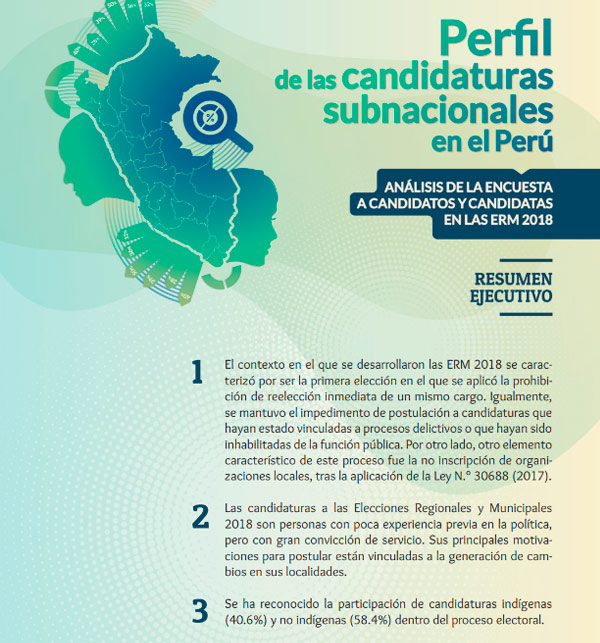 Perfil
de las candidaturas
subnacionales
en el Perú
ANÁLISIS DE LA ENCUESTA
A CANDIDATOS Y CANDIDATAS
EN LAS ERM 2018
RESUMEN
EJECUTIVO
1
El contexto en el que se desarrollaron las ERM 2018 se carac-
terizó por ser la primera elección en el que se aplicó la prohibi-
ción de reelección inmediata de un mismo cargo. Igualmente,
se mantuvo el impedimento de postulación a candidaturas que
hayan estado vinculadas a procesos delictivos o que hayan sido
inhabilitadas de la función pública. Por otro lado, otro elemento
característico de este proceso fue la no inscripción de organi-
zaciones locales, tras la aplicación de la Ley N.° 30688 (2017).
2
Las candidaturas a las Elecciones Regionales y Municipales
2018 son personas con poca experiencia previa en la política,
pero con gran convicción de servicio. Sus principales motiva-
ciones para postular están vinculadas a la generación de cam-
bios en sus localidades.
3
Se ha reconocido la participación de candidaturas indígenas
(40.6%) y no indígenas (58.4%) dentro del proceso electoral.